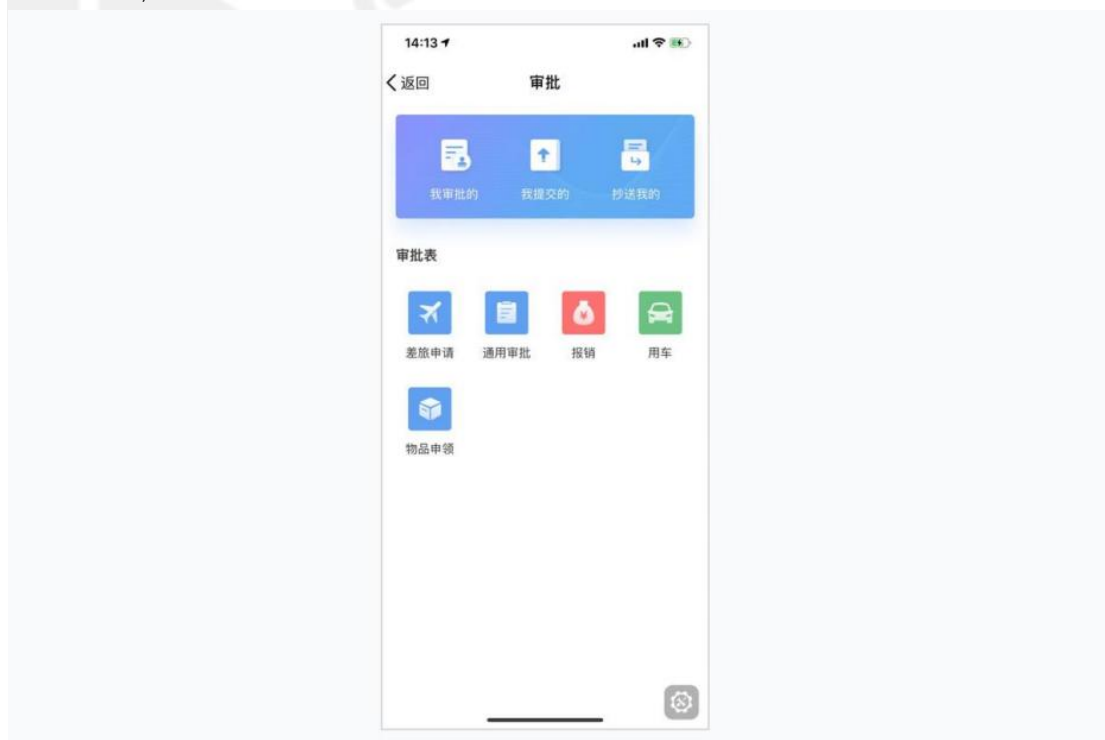 14:13
返回 审批
我审批的 我提交的 抄送我的
审批表
差旅申请 通用审批 报销 用车
物品申领